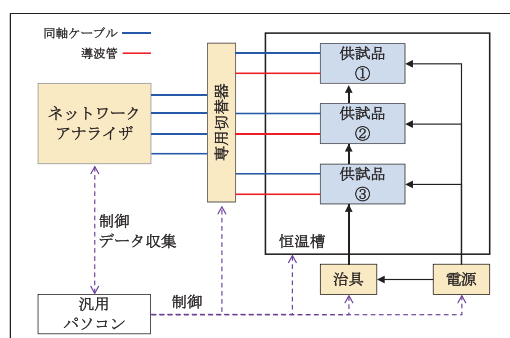 同軸ケーブル
導波管
ネットワーク
アナライザ
専用切替器
供試品
①
供試品
②
供試品
③
制御
データ収集
恒温槽
治具
電源
汎用
パソコン
制御